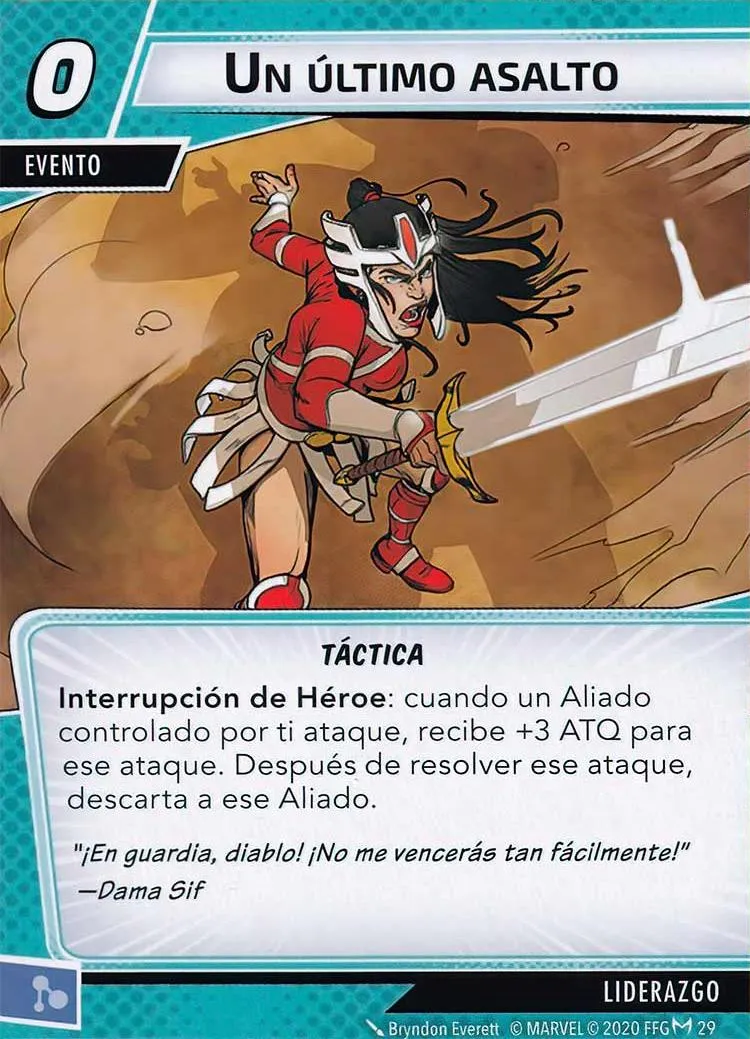 0
UN ÚLTIMO ASALTO
EVENTO
TÁCTICA
Interrupción de Héroe: cuando un Aliado
controlado por ti ataque, recibe +3 ATQ para
ese ataque. Después de resolver ese ataque,
descarta a ese Aliado.
"¡En guardia, diablo! ¡No me vencerás tan fácilmente!"
—Dama Sif
LIDERAZGO
Bryndon Everett © MARVEL © 2020 FFG 29